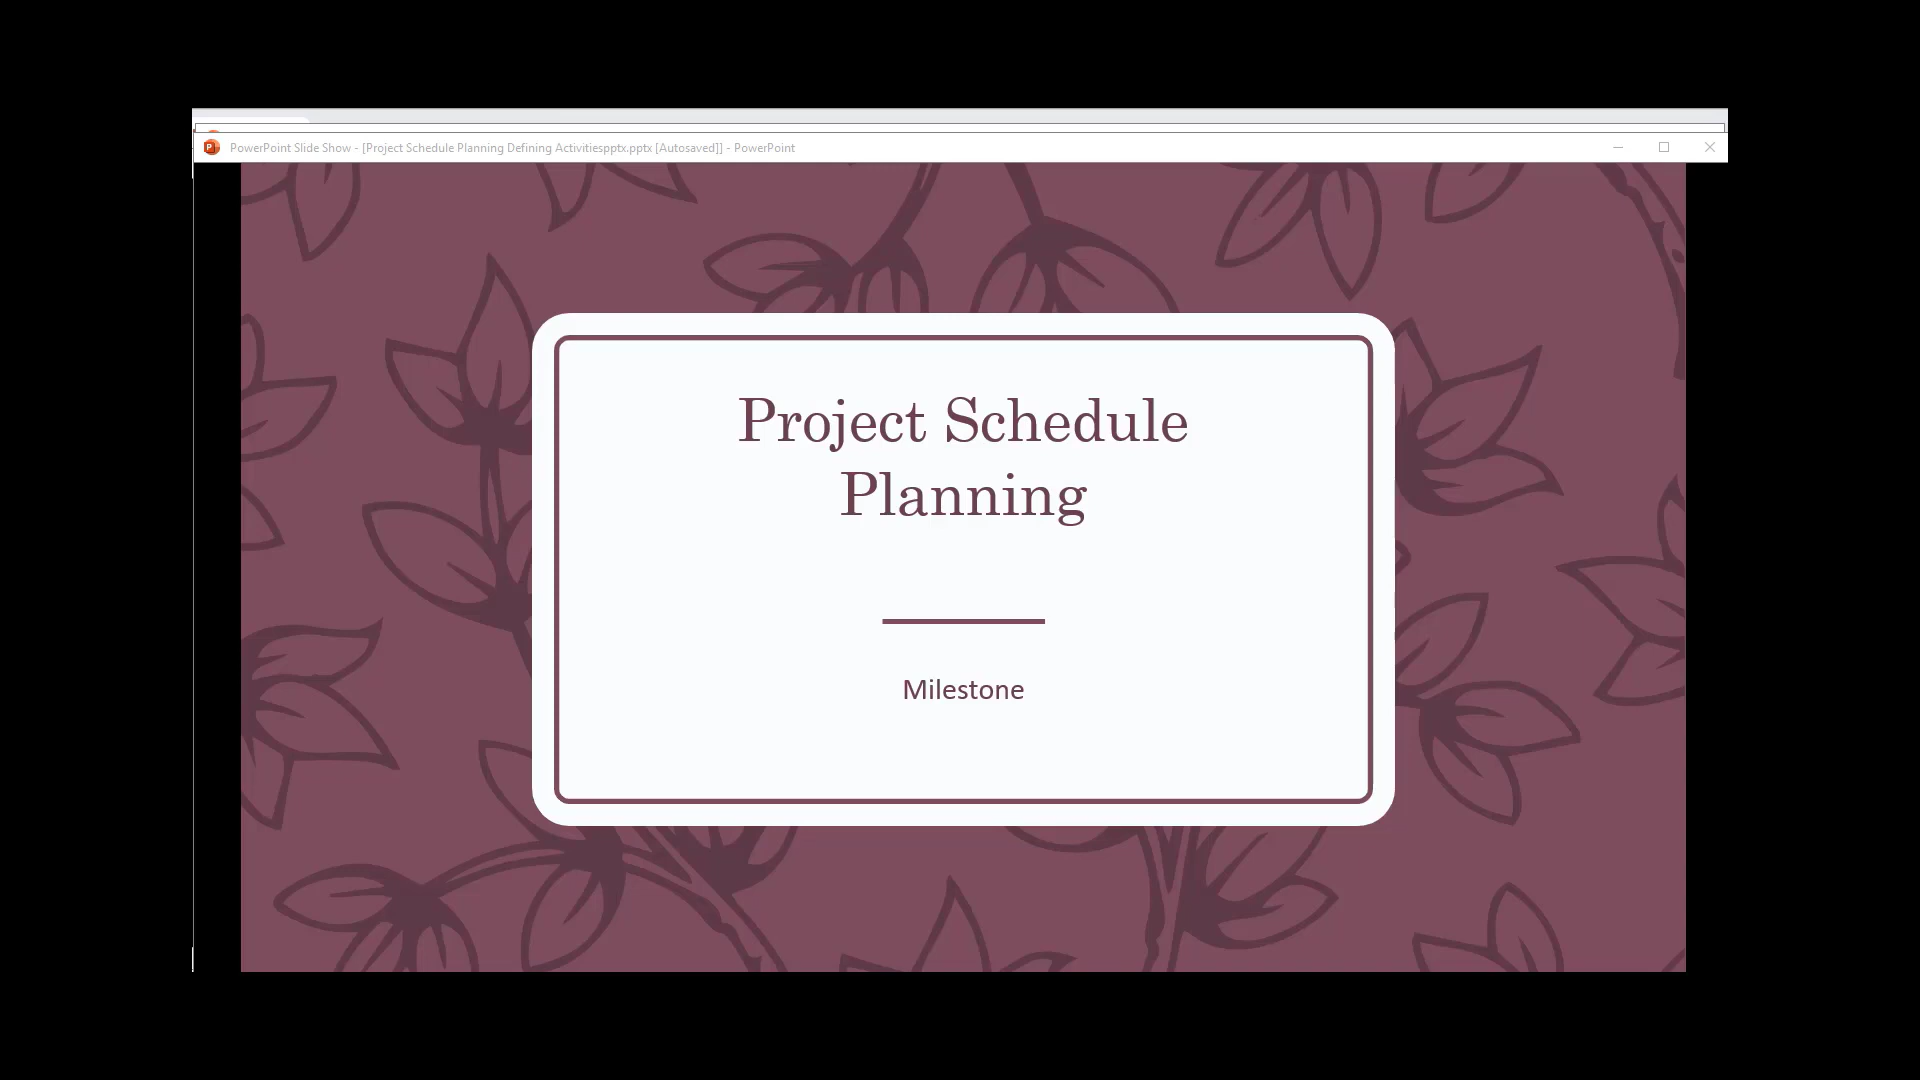 PowerPoint Slide Show - [Project Schedule Planning Defining Activitiespptx.pptx [Autosaved]] - PowerPoint
Project Schedule
Planning
Milestone